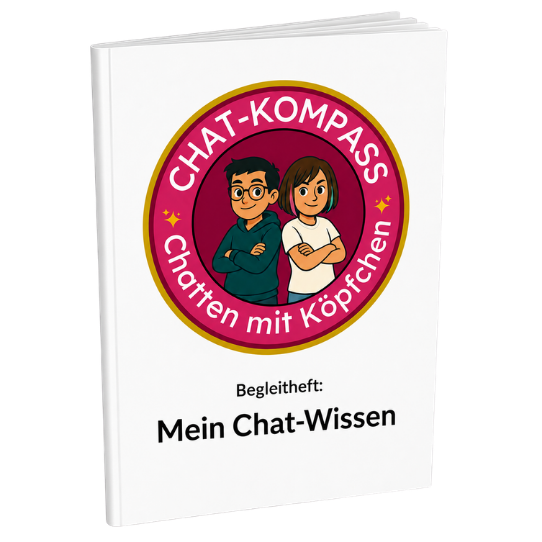 CHAT-KOMPASS
Chatten mit Köpfchen
Begleitheft:
Mein Chat-Wissen